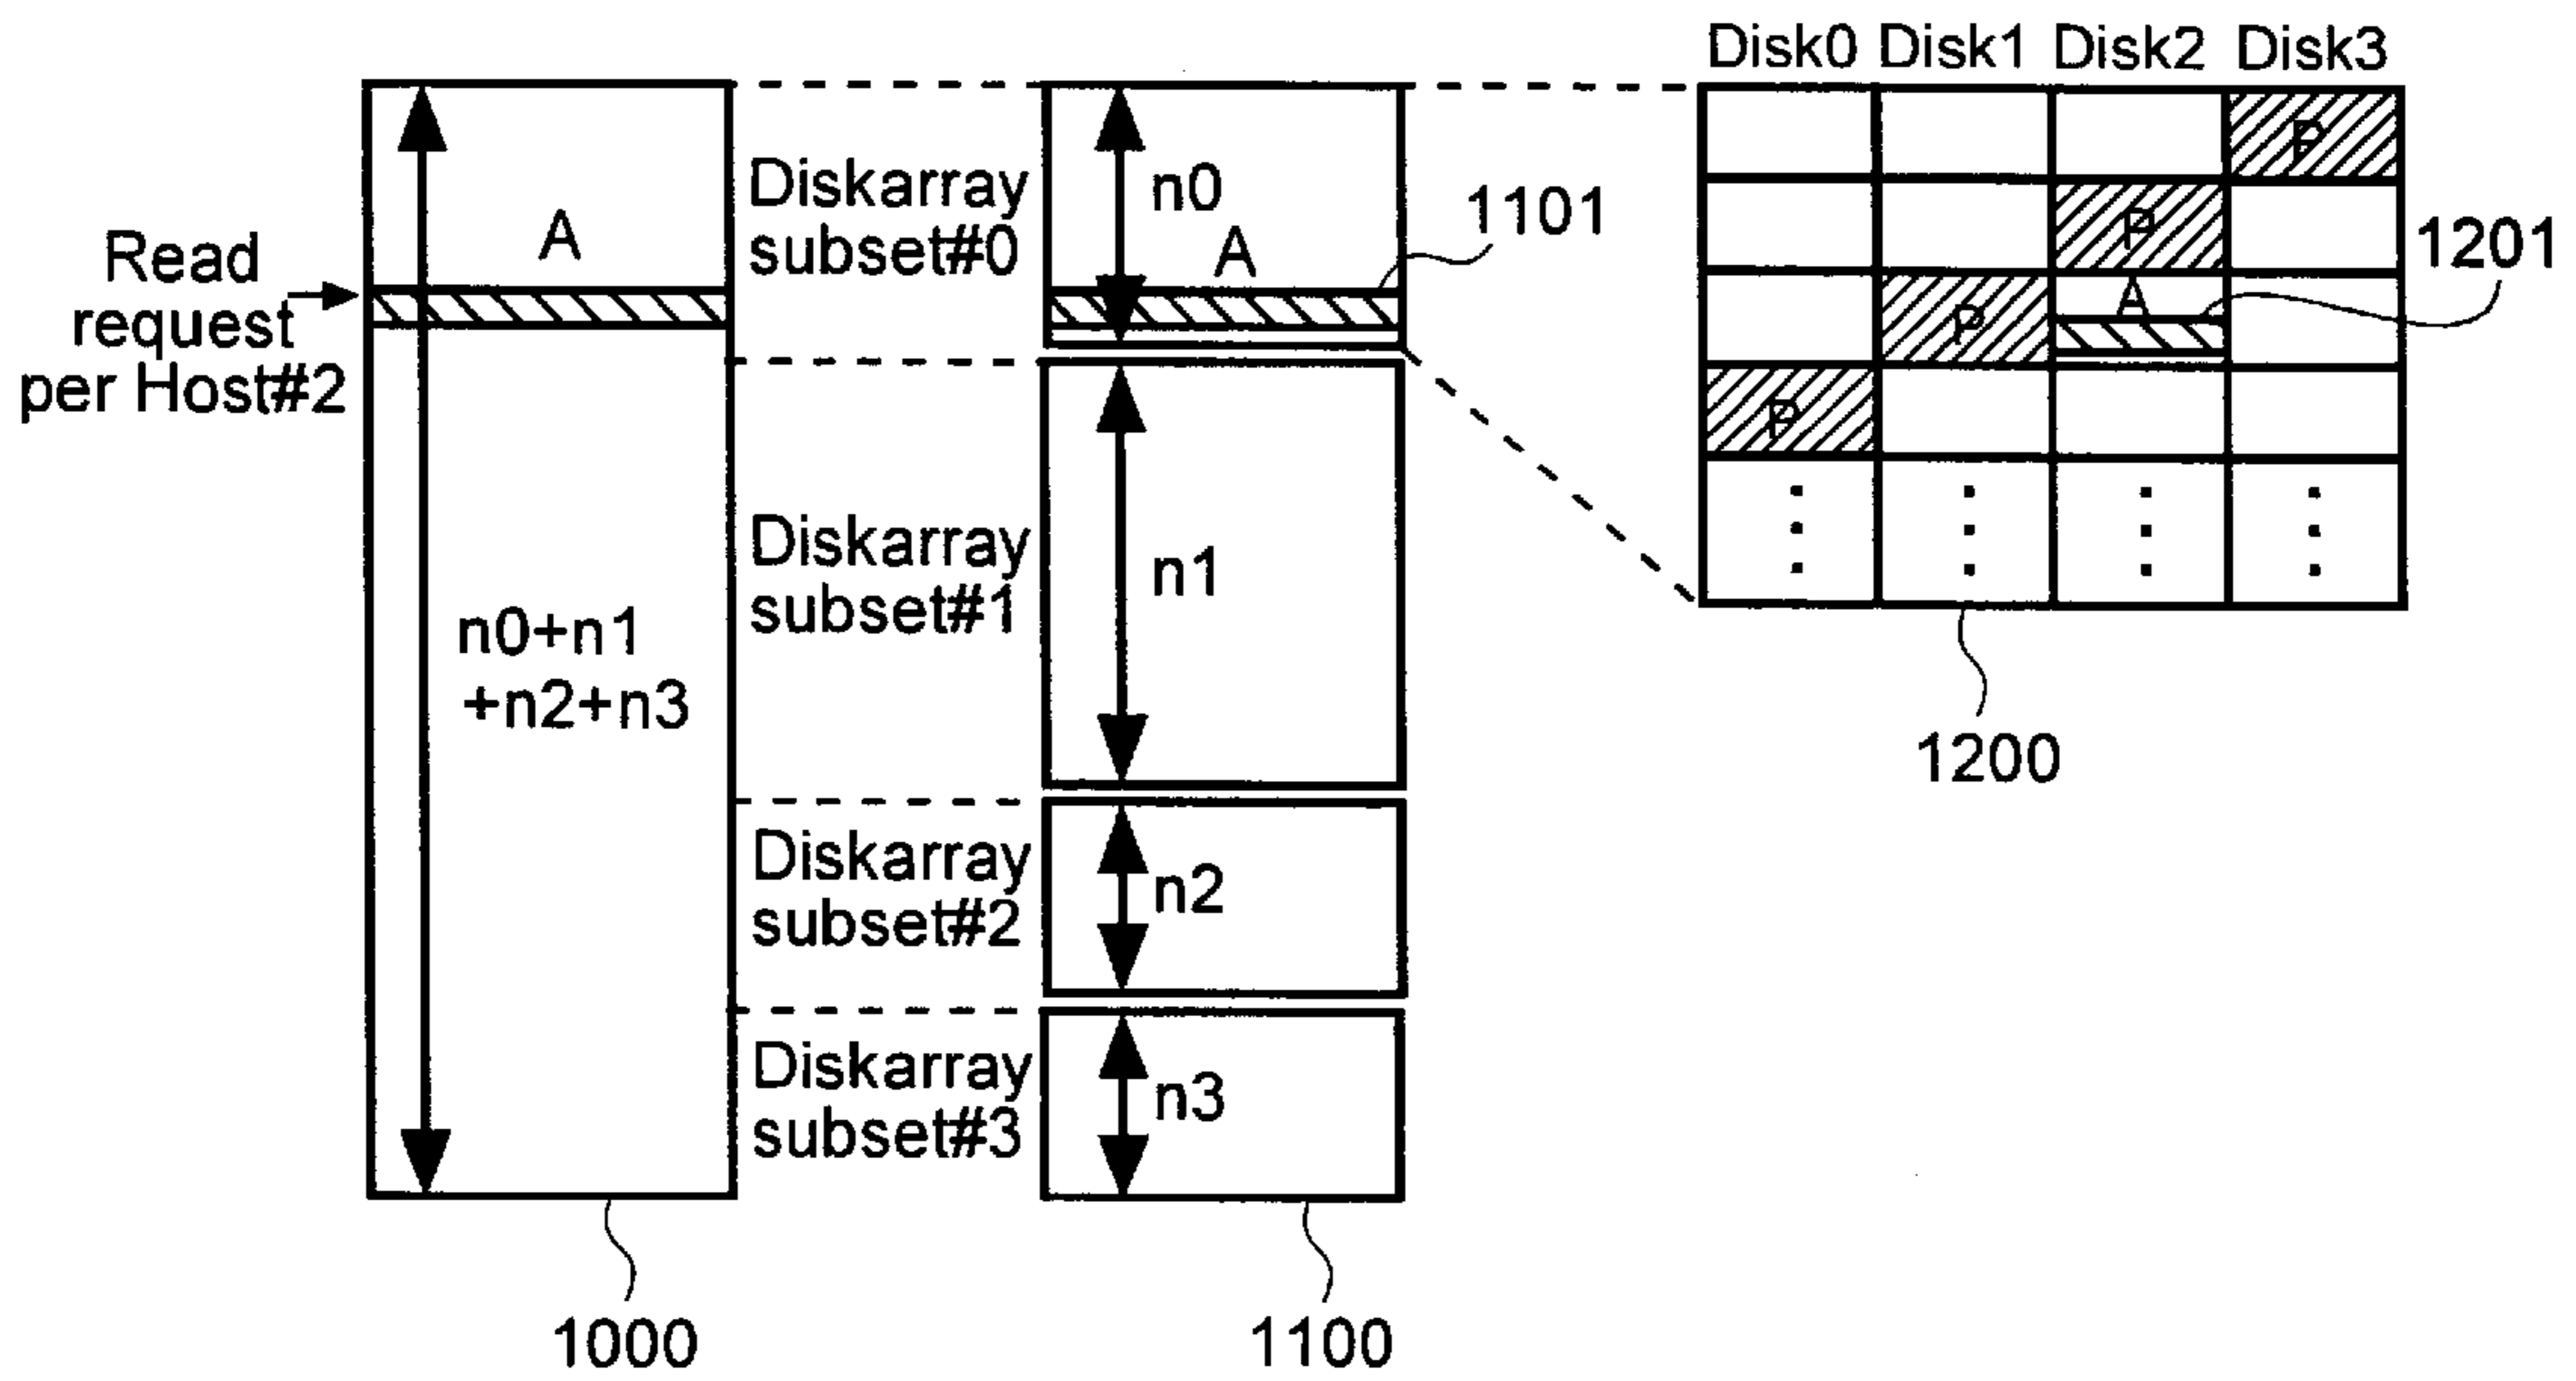 Disk0 Disk1 Disk2 Disk3
P
P
A
P
P
1201
1200
Read
request
per Host#2
A
n0+n1
+n2+n3
1000
Diskarray
subset#0
n0
A
1101
Diskarray
subset#1
n1
Diskarray
subset#2
n2
Diskarray
subset#3
n3
1100